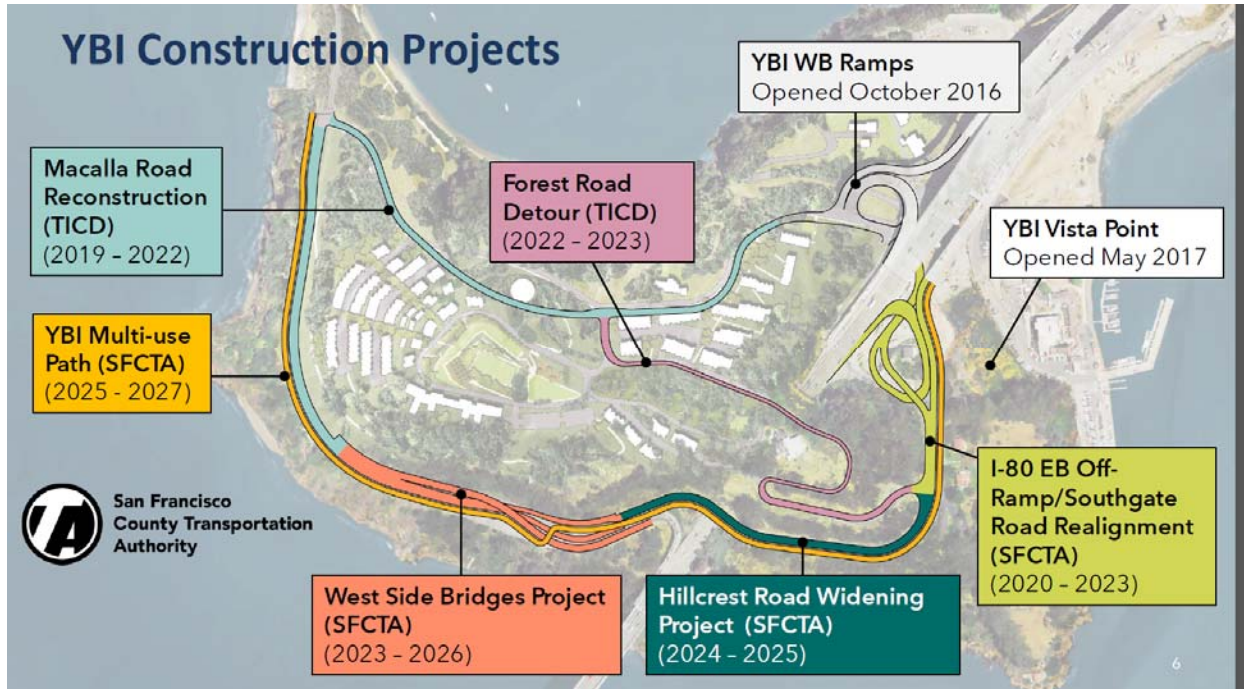 YBI Construction Projects
YBI WB Ramps
Opened October 2016
Macalla Road
Reconstruction
(TICD)
(2019 – 2022)
Forest Road
Detour (TICD)
(2022 – 2023)
YBI Vista Point
Opened May 2017
YBI Multi-use
Path (SFCTA)
(2025 - 2027)
I-80 EB Off-
Ramp/Southgate
Road Realignment
(SFCTA)
(2020 – 2023)
TA
San Francisco
County Transportation
Authority
West Side Bridges Project
(SFCTA)
(2023 – 2026)
Hillcrest Road Widening
Project (SFCTA)
(2024 – 2025)
6